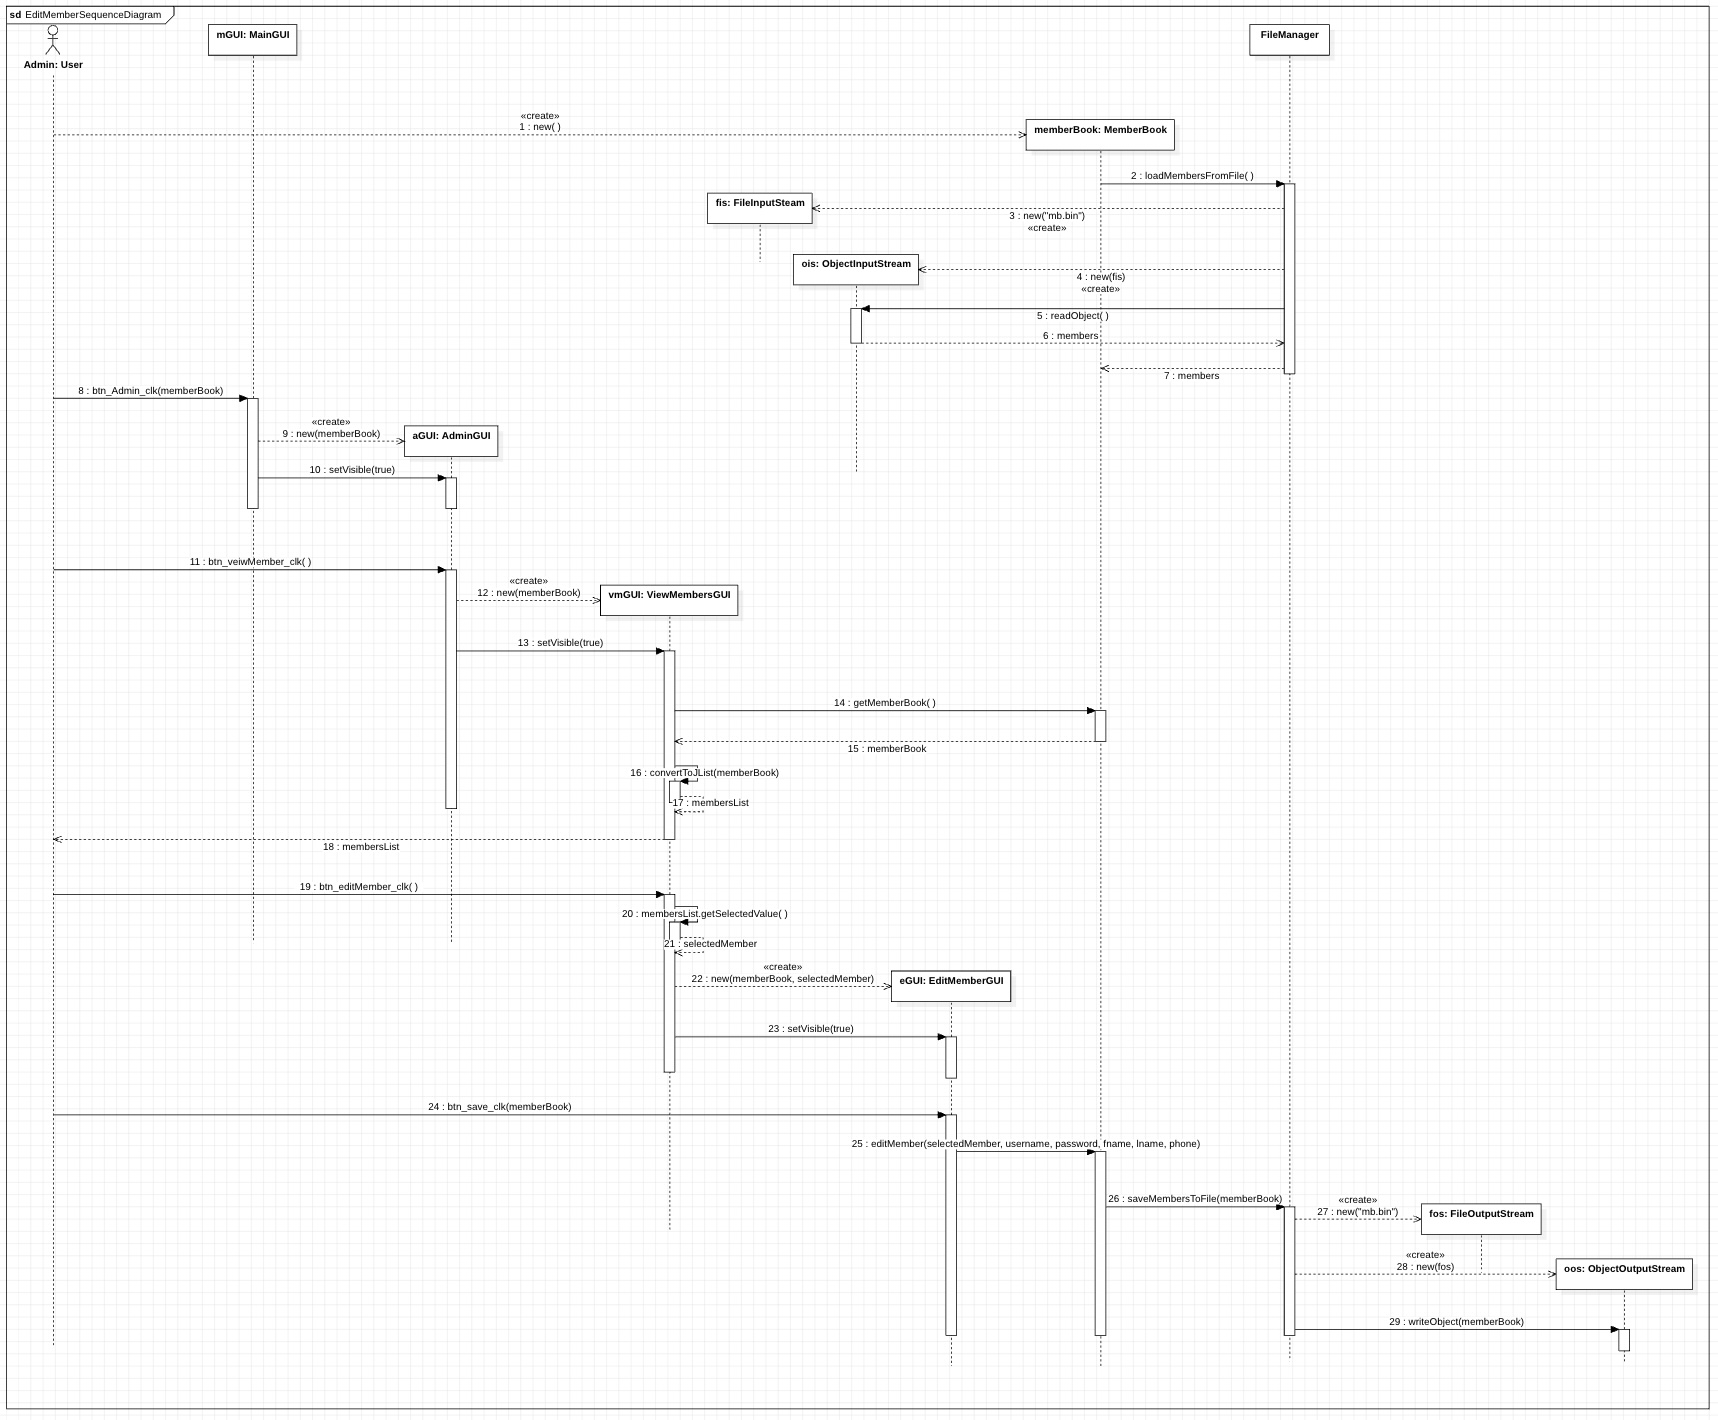 sd EditMemberSequenceDiagram
Admin: User
mGUI: MainGUI
FileManager
«create»
1 : new( )
memberBook: MemberBook
2 : loadMembersFromFile( )
fis: FileInputSteam
3 : new("mb.bin")
«create»
ois: ObjectInputStream
4 : new(fis)
«create»
5 : readObject( )
6 : members
7 : members
8 : btn_Admin_clk(memberBook)
«create»
9 : new(memberBook)
aGUI: AdminGUI
10 : setVisible(true)
11 : btn_veiwMember_clk( )
«create»
12 : new(memberBook)
vmGUI: ViewMembersGUI
13 : setVisible(true)
14 : getMemberBook( )
15 : memberBook
16 : convertToJList(memberBook)
17 : membersList
18 : membersList
19 : btn_editMember_clk( )
20 : membersList.getSelectedValue( )
21 : selectedMember
«create»
22 : new(memberBook, selectedMember)
eGUI: EditMemberGUI
23 : setVisible(true)
24 : btn_save_clk(memberBook)
25 : editMember(selectedMember, username, password, fname, lname, phone)
26 : saveMembersToFile(memberBook)
«create»
27 : new("mb.bin")
fos: FileOutputStream
«create»
28 : new(fos)
oos: ObjectOutputStream
29 : writeObject(memberBook)